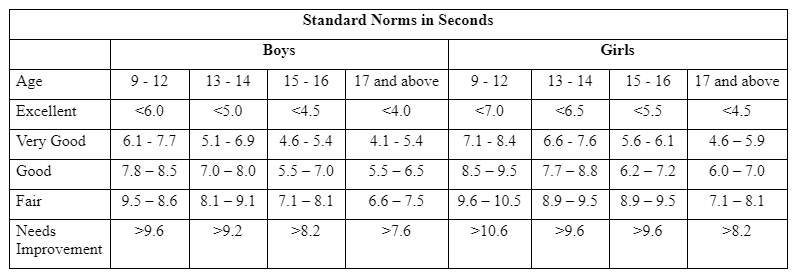 Standard Norms in Seconds
Boys Girls
Age 9 - 12 13 - 14 15 - 16 17 and above 9 - 12 13 - 14 15 - 16 17 and above
Excellent <6.0 <5.0 <4.5 <4.0 <7.0 <6.5 <5.5 <4.5
Very Good 6.1 - 7.7 5.1 - 6.9 4.6 - 5.4 4.1 - 5.4 7.1 - 8.4 6.6 - 7.6 5.6 - 6.1 4.6 – 5.9
Good 7.8 – 8.5 7.0 – 8.0 5.5 – 7.0 5.5 – 6.5 8.5 – 9.5 7.7 – 8.8 6.2 – 7.2 6.0 – 7.0
Fair 9.5 – 8.6 8.1 – 9.1 7.1 – 8.1 6.6 – 7.5 9.6 – 10.5 8.9 – 9.5 8.9 – 9.5 7.1 – 8.1
Needs >9.6 >9.2 >8.2 >7.6 >10.6 >9.6 >9.6 >8.2
Improvement